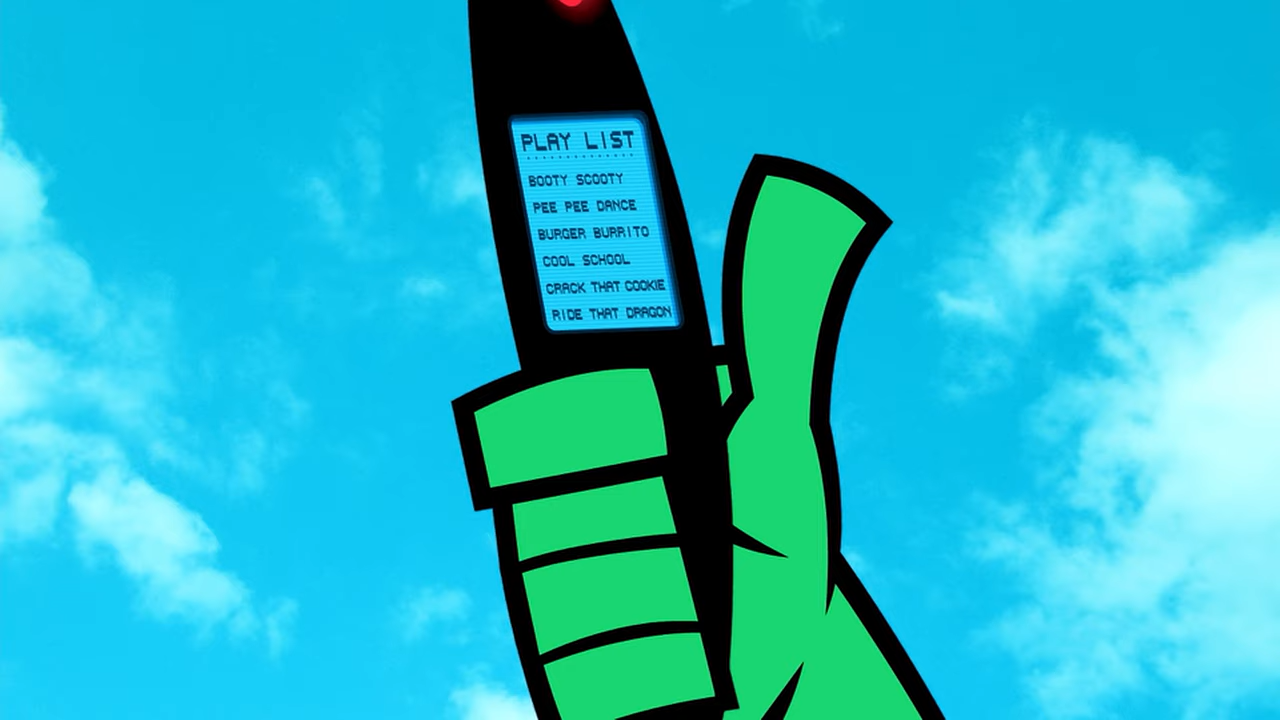 PLAY LIST
BOOTY SCOOTY
PEE PEE DANCE
BURGER BURRITO
COOL SCHOOL
CRACK THAT COOKIE
RIDE THAT DRAGON